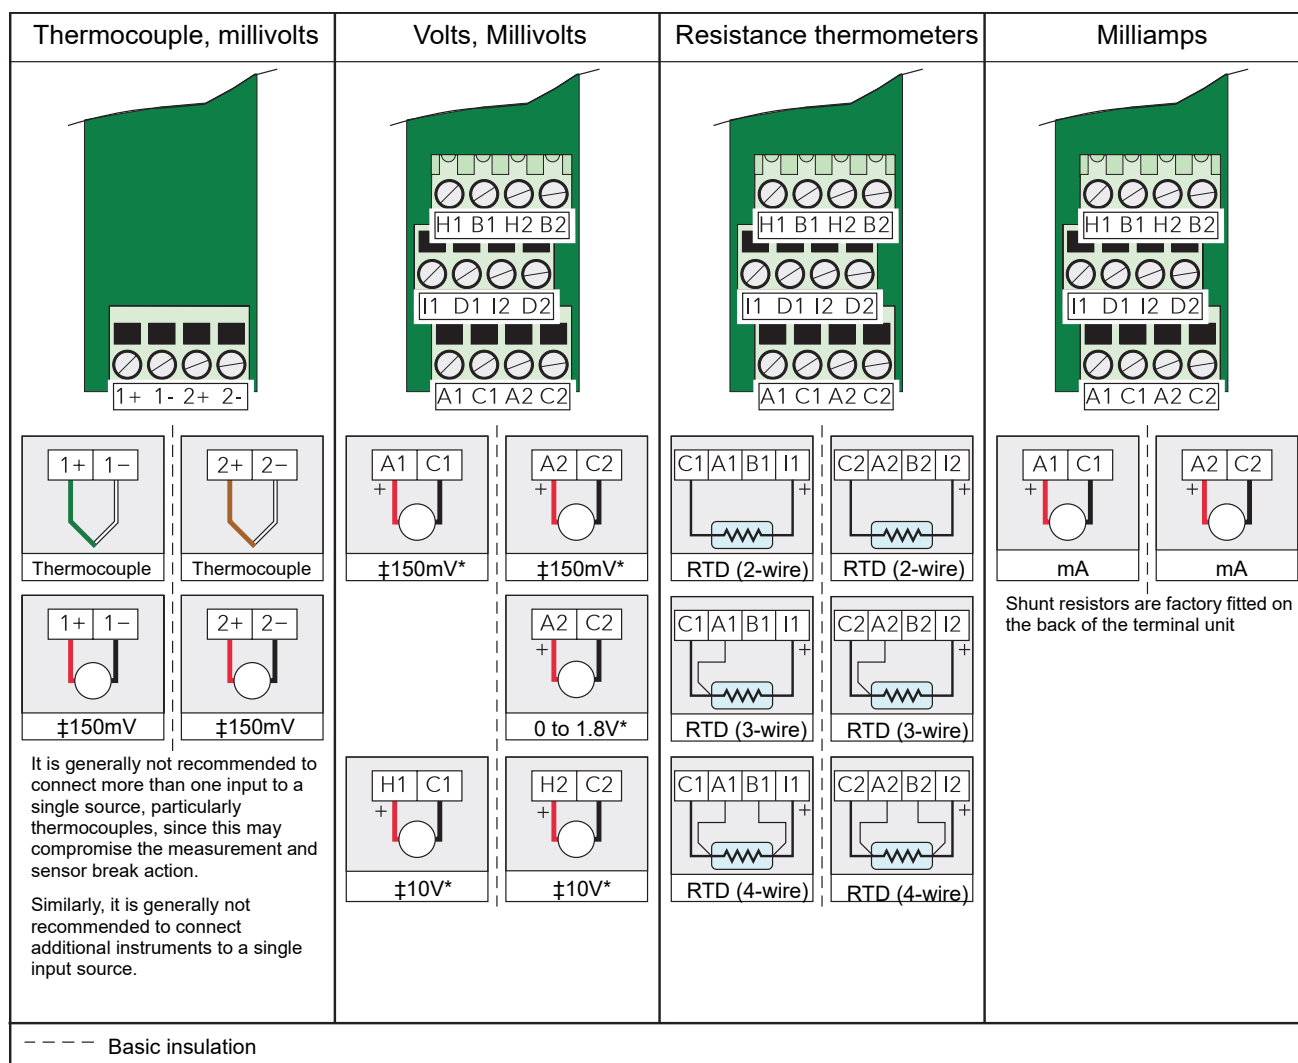 Thermocouple, millivolts
1+ 1- 2+ 2-
1+ 1−
2+ 2−
Thermocouple
Thermocouple
1+ 1−
2+ 2−
‡150mV
‡150mV
It is generally not recommended to
connect more than one input to a
single source, particularly
thermocouples, since this may
compromise the measurement and
sensor break action.
Similarly, it is generally not
recommended to connect
additional instruments to a single
input source.
Volts, Millivolts
H1 B1 H2 B2
I1 D1 I2 D2
A1 C1 A2 C2
A1 C1
+
A2 C2
+
‡150mV*
‡150mV*
A2 C2
+
0 to 1.8V*
H1 C1
+
H2 C2
+
‡10V*
‡10V*
Resistance thermometers
H1 B1 H2 B2
I1 D1 I2 D2
A1 C1 A2 C2
C1 A1 B1 I1
+
C2 A2 B2 I2
+
RTD (2-wire)
RTD (2-wire)
C1 A1 B1 I1
+
C2 A2 B2 I2
+
RTD (3-wire)
RTD (3-wire)
C1 A1 B1 I1
+
C2 A2 B2 I2
+
RTD (4-wire)
RTD (4-wire)
Milliamps
H1 B1 H2 B2
I1 D1 I2 D2
A1 C1 A2 C2
A1 C1
+
A2 C2
+
mA
mA
Shunt resistors are factory fitted on
the back of the terminal unit
Basic insulation